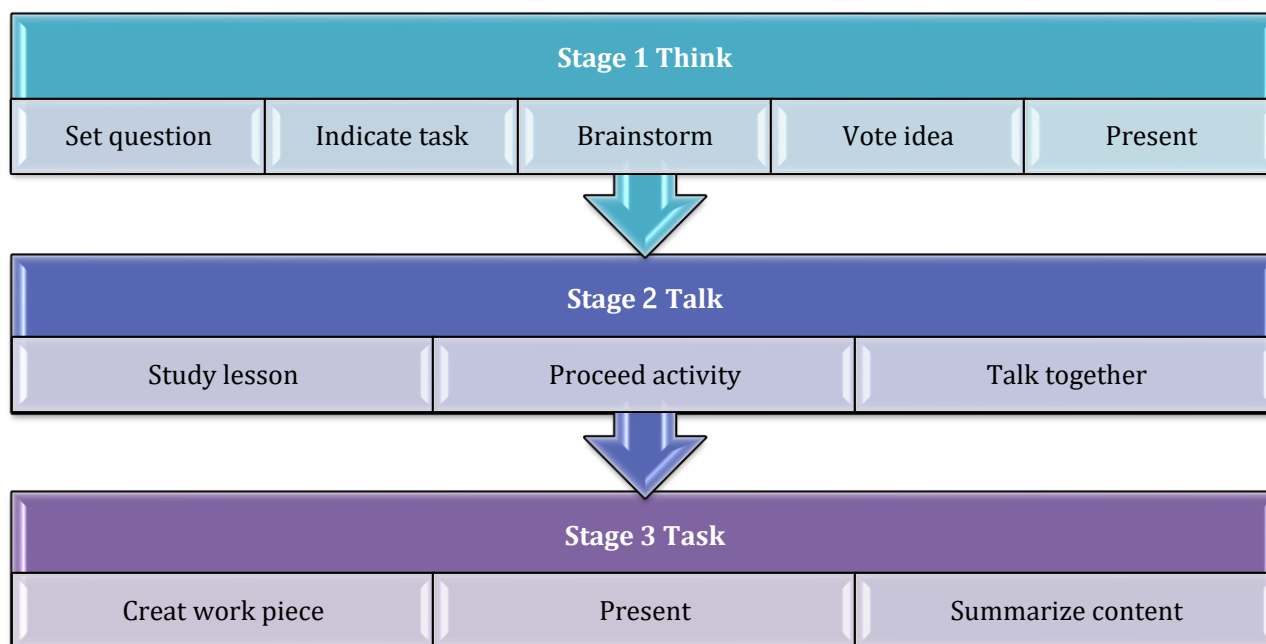 Stage 1 Think
Set question
Indicate task
Brainstorm
Vote idea
Present
Stage 2 Talk
Study lesson
Proceed activity
Talk together
Stage 3 Task
Creat work piece
Present
Summarize content